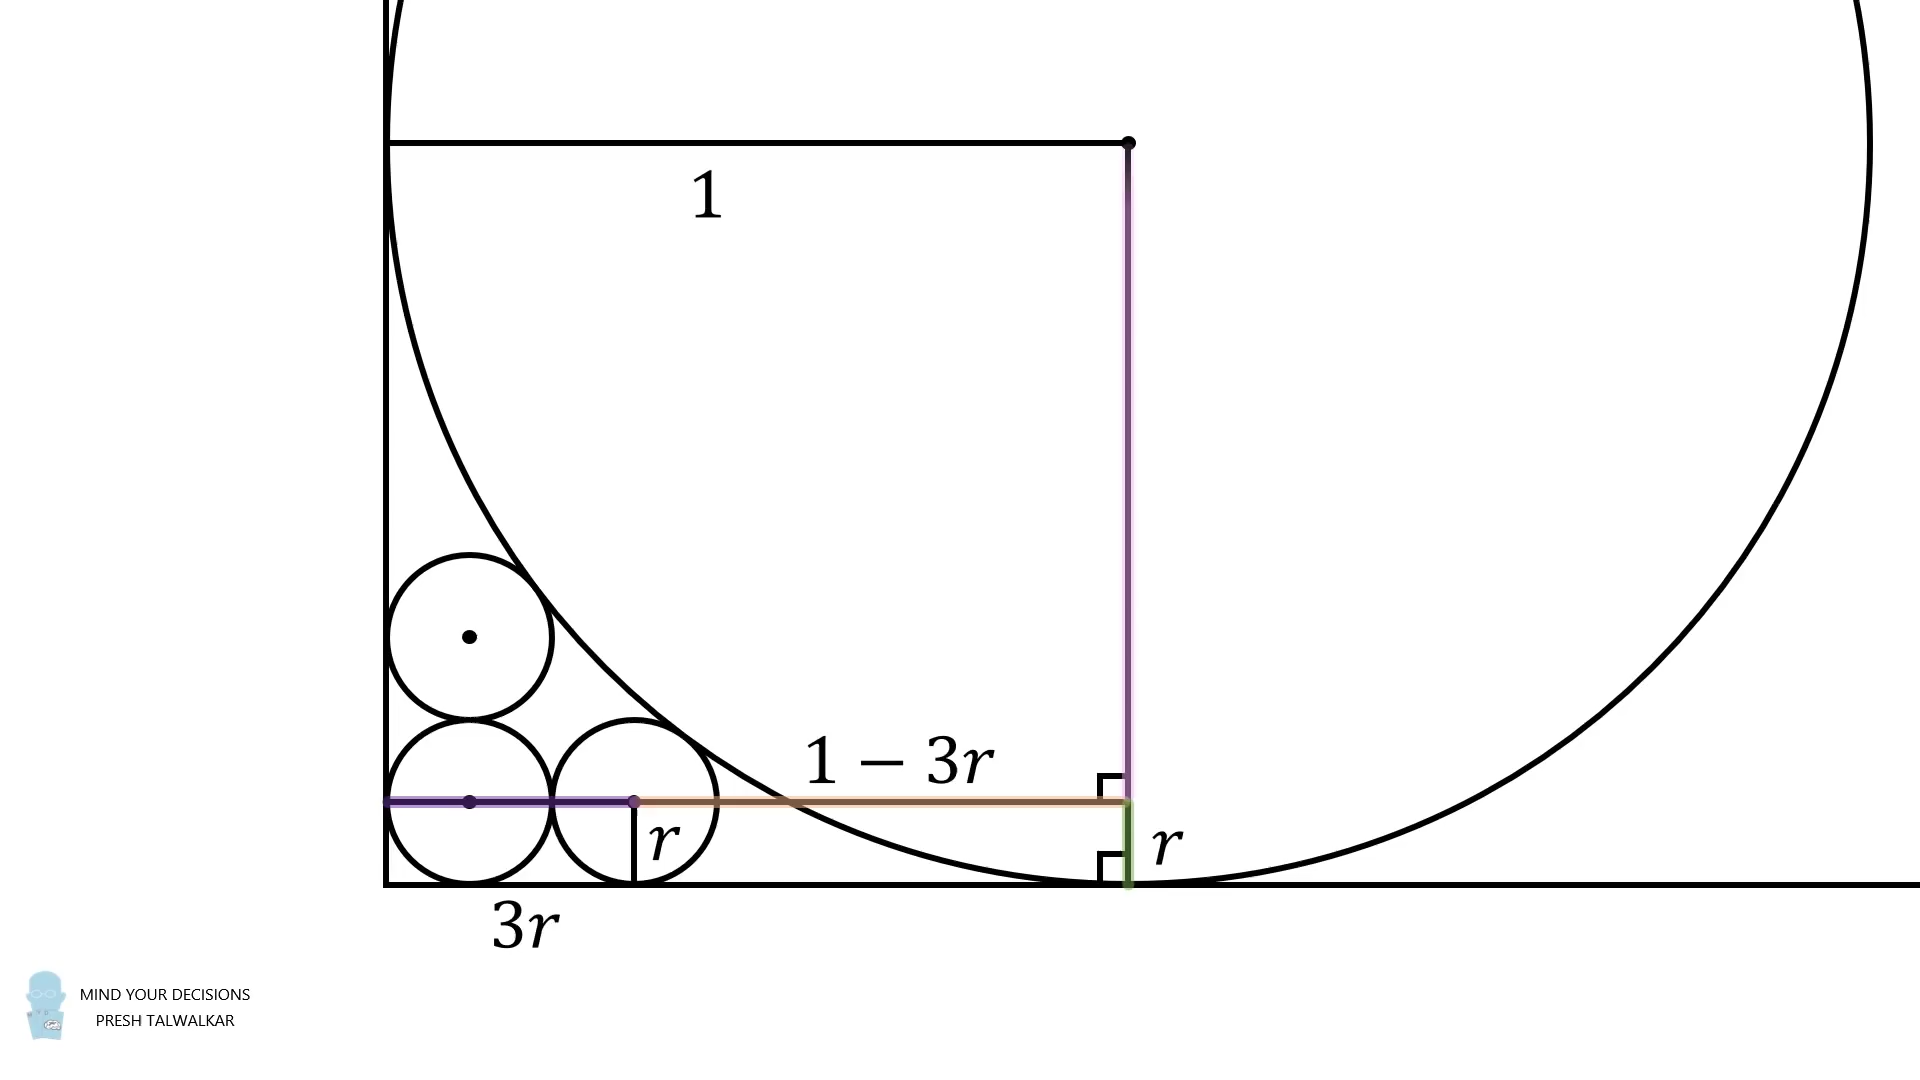 1
1 − 3r
r
r
3r
MIND YOUR DECISIONS
PRESH TALWALKAR